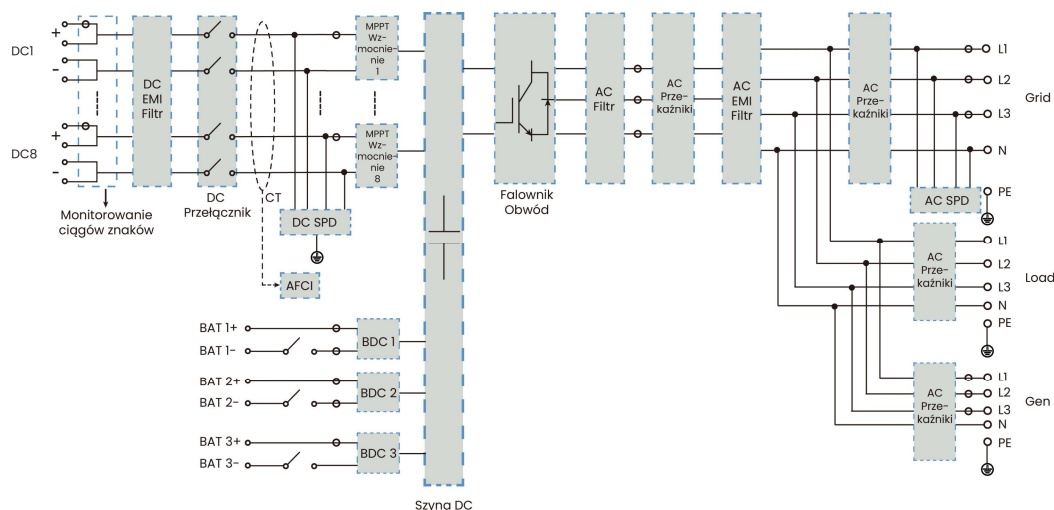 DC1
+
-
DC8
+
-
Monitorowanie
ciągów znaków
DC
EMI
Filtr
DC
Przełącznik
CT
DC SPD
AFCI
MPPT
Wz-
mocnie-
nie
1
MPPT
Wz-
mocnie-
nie
8
BAT 1+
BAT 1-
BDC 1
BAT 2+
BAT 2-
BDC 2
BAT 3+
BAT 3-
BDC 3
Szyna DC
Falownik
Obwód
AC
Filtr
AC
Prze-
kaźniki
AC
EMI
Filtr
AC
Prze-
kaźniki
L1
L2
L3
N
PE
Grid
AC SPD
AC
Prze-
kaźniki
L1
L2
L3
N
PE
Load
AC
Prze-
kaźniki
L1
L2
L3
N
PE
Gen